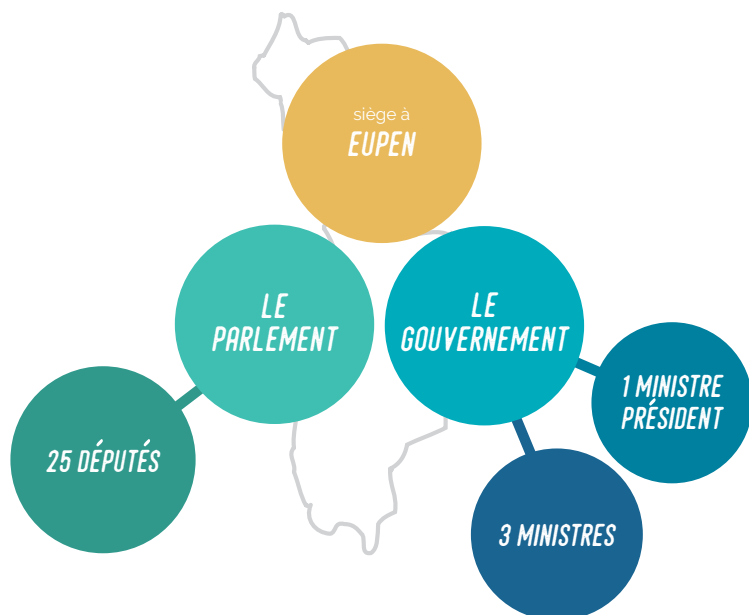 siège à
EUPEN
LE
PARLEMENT
LE
GOUVERNEMENT
1 MINISTRE
PRÉSIDENT
25 DÉPUTÉS
3 MINISTRES